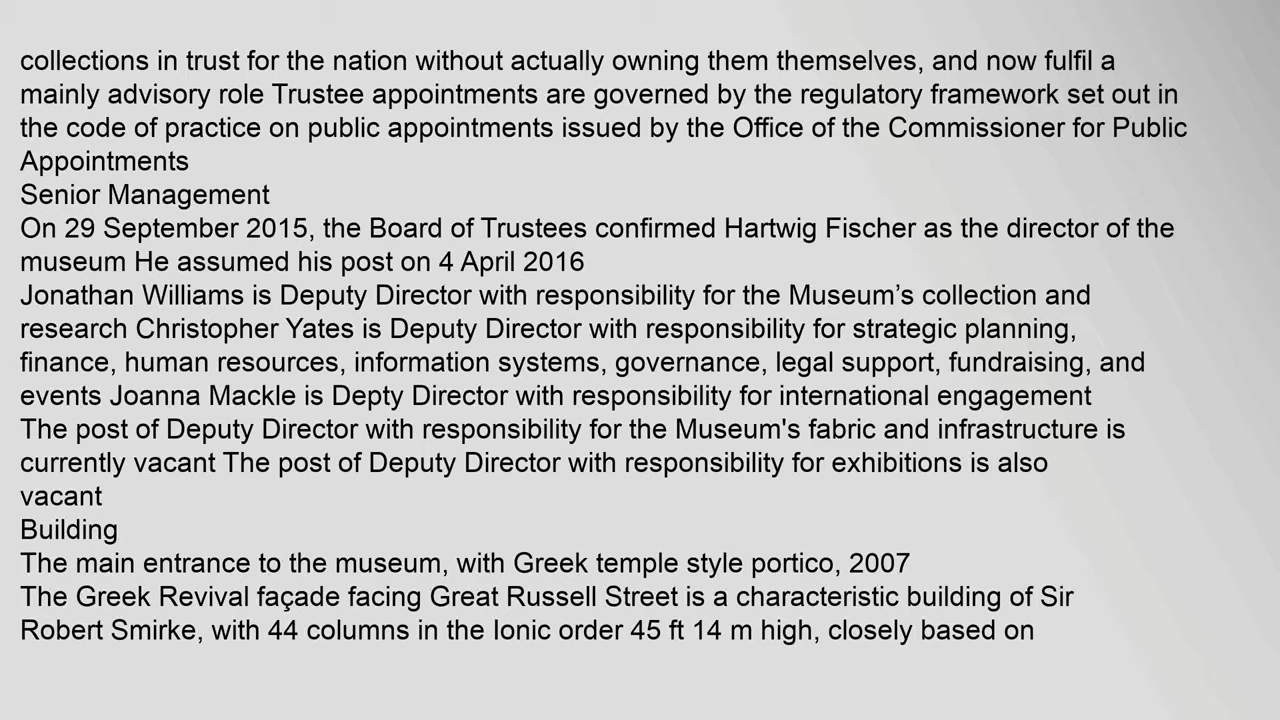 collections in trust for the nation without actually owning them themselves, and now fulfil a
mainly advisory role Trustee appointments are governed by the regulatory framework set out in
the code of practice on public appointments issued by the Office of the Commissioner for Public
Appointments
Senior Management
On 29 September 2015, the Board of Trustees confirmed Hartwig Fischer as the director of the
museum He assumed his post on 4 April 2016
Jonathan Williams is Deputy Director with responsibility for the Museum’s collection and
research Christopher Yates is Deputy Director with responsibility for strategic planning,
finance, human resources, information systems, governance, legal support, fundraising, and
events Joanna Mackle is Depty Director with responsibility for international engagement
The post of Deputy Director with responsibility for the Museum's fabric and infrastructure is
currently vacant The post of Deputy Director with responsibility for exhibitions is also
vacant
Building
The main entrance to the museum, with Greek temple style portico, 2007
The Greek Revival façade facing Great Russell Street is a characteristic building of Sir
Robert Smirke, with 44 columns in the Ionic order 45 ft 14 m high, closely based on